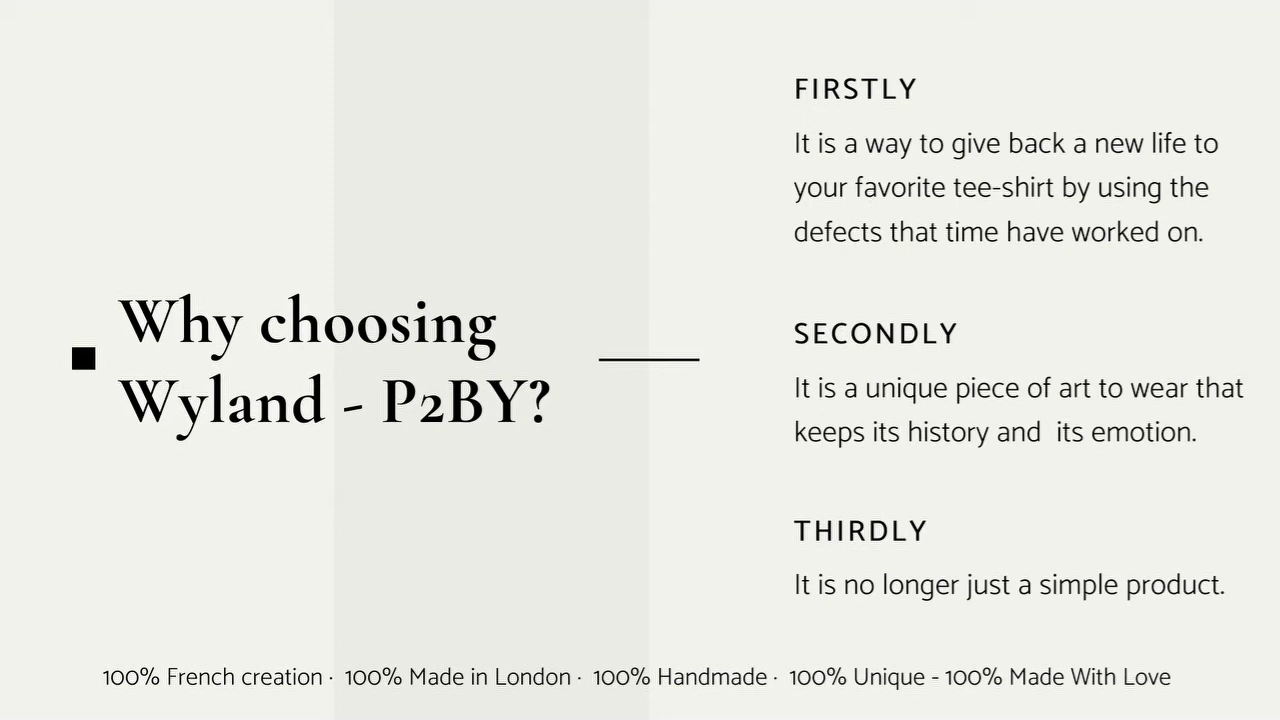 Why choosing
Wyland - P2BY?
FIRSTLY
It is a way to give back a new life to
your favorite tee-shirt by using the
defects that time have worked on.
SECONDLY
It is a unique piece of art to wear that
keeps its history and  its emotion.
THIRDLY
It is no longer just a simple product.
100% French creation ·  100% Made in London ·  100% Handmade ·  100% Unique - 100% Made With Love